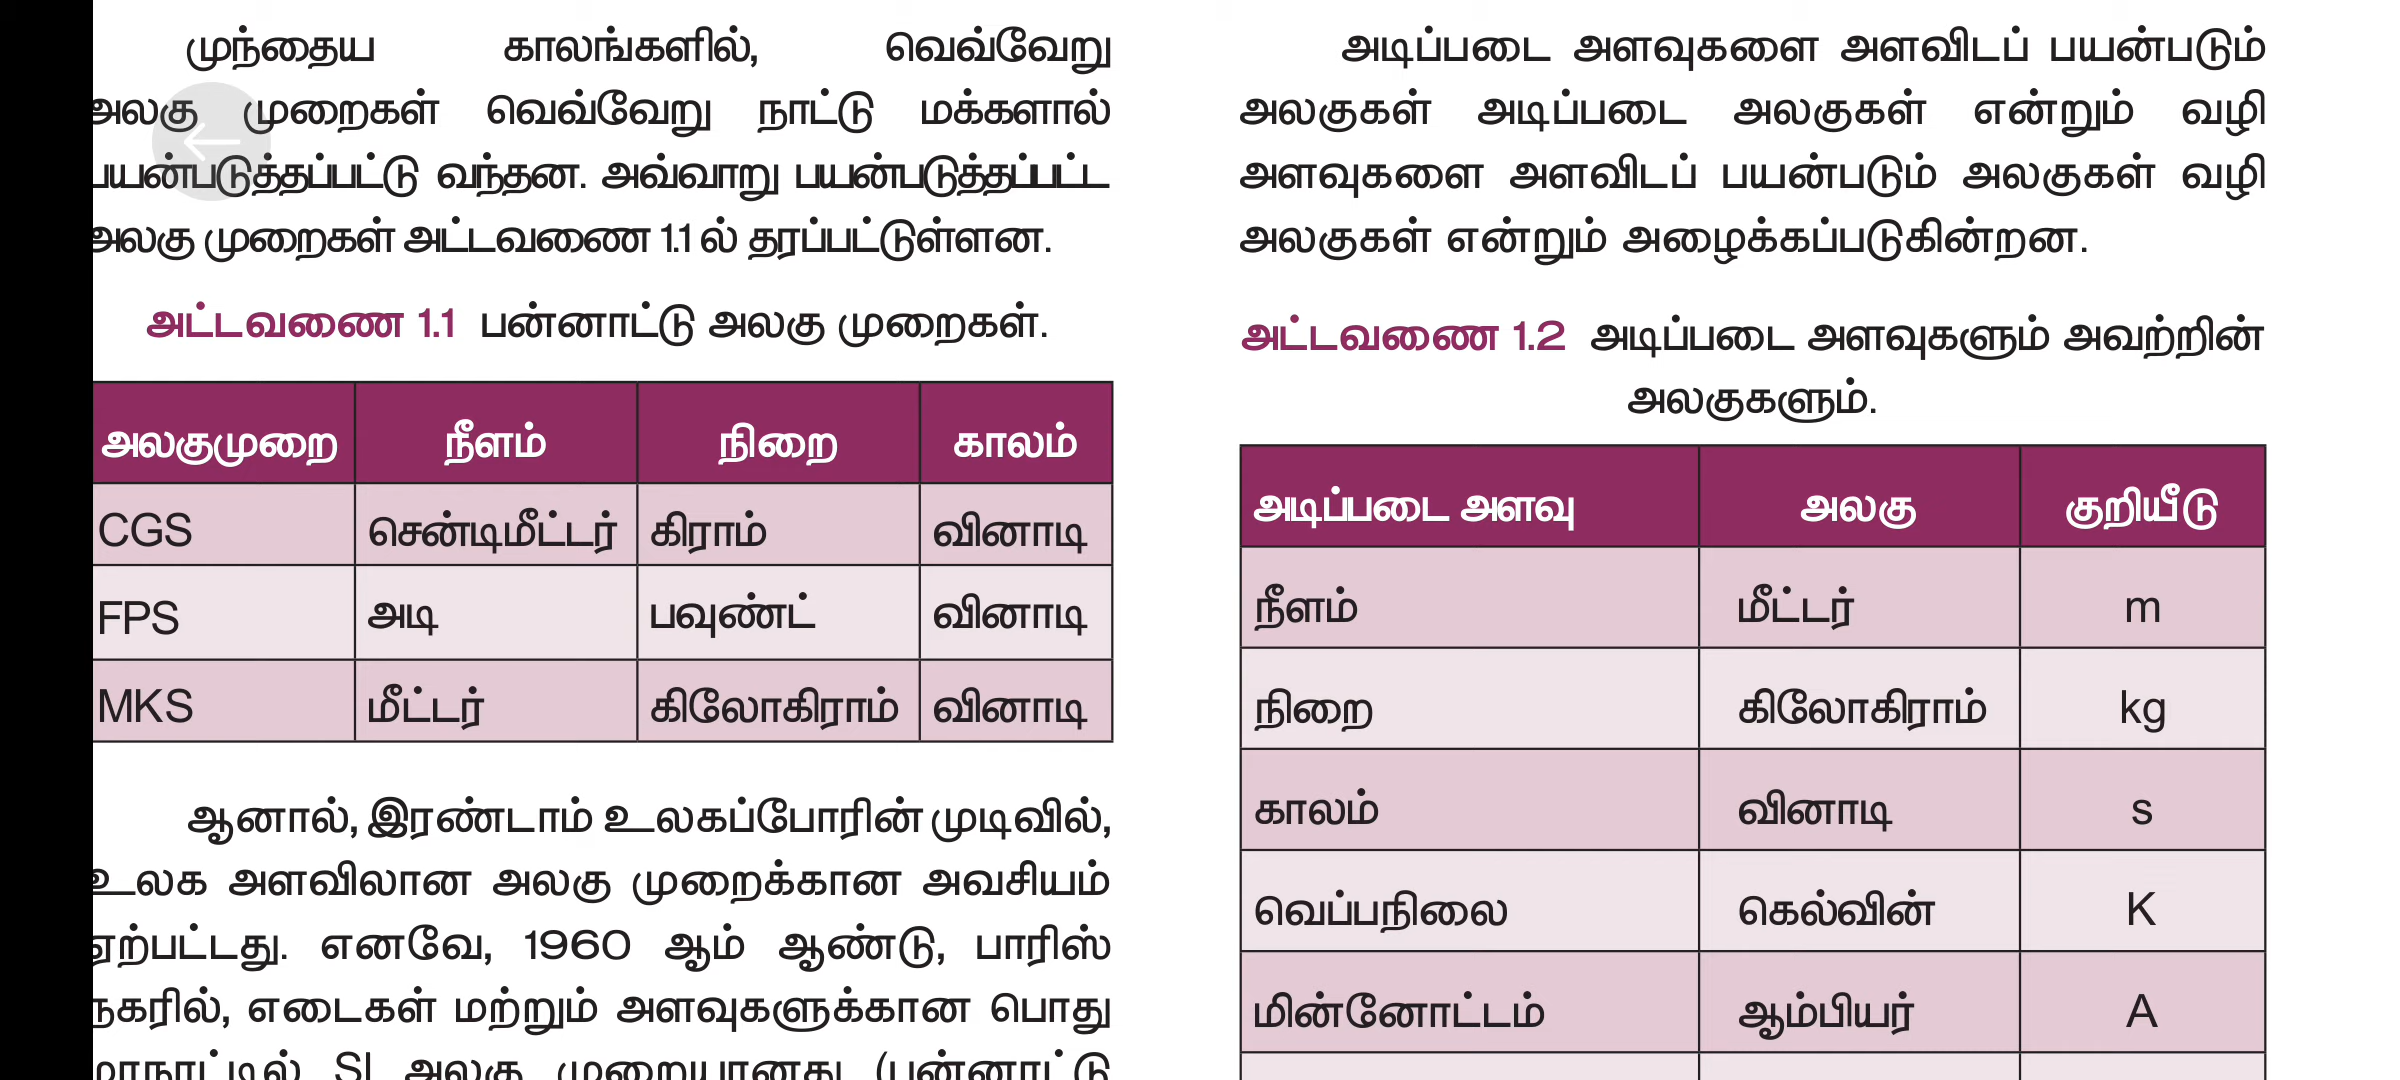 முந்தைய காலங்களில், வெவ்வேறு
அலகு முறைகள் வெவ்வேறு நாட்டு மக்களால்
பயன்படுத்தப்பட்டு வந்தன. அவ்வாறு பயன்படுத்தப்பட்ட
அலகு முறைகள் அட்டவணை 1.1 ல் தரப்பட்டுள்ளன.
அட்டவணை 1.1 பன்னாட்டு அலகு முறைகள்.
அலகுமுறை நீளம் நிறை காலம்
CGS சென்டிமீட்டர் கிராம் வினாடி
FPS அடி பவுண்ட் வினாடி
MKS மீட்டர் கிலோகிராம் வினாடி
ஆனால், இரண்டாம் உலகப்போரின் முடிவில்,
உலக அளவிலான அலகு முறைக்கான அவசியம்
ஏற்பட்டது. எனவே, 1960 ஆம் ஆண்டு, பாரிஸ்
நகரில், எடைகள் மற்றும் அளவுகளுக்கான பொது
மாநாட்டில் SI அலகு முறையானது (பன்னாட்டு
அடிப்படை அளவுகளை அளவிடப் பயன்படும்
அலகுகள் அடிப்படை அலகுகள் என்றும் வழி
அளவுகளை அளவிடப் பயன்படும் அலகுகள் வழி
அலகுகள் என்றும் அழைக்கப்படுகின்றன.
அட்டவணை 1.2 அடிப்படை அளவுகளும் அவற்றின்
அலகுகளும்.
அடிப்படை அளவு அலகு குறியீடு
நீளம் மீட்டர் m
நிறை கிலோகிராம் kg
காலம் வினாடி s
வெப்பநிலை கெல்வின் K
மின்னோட்டம் ஆம்பியர் A